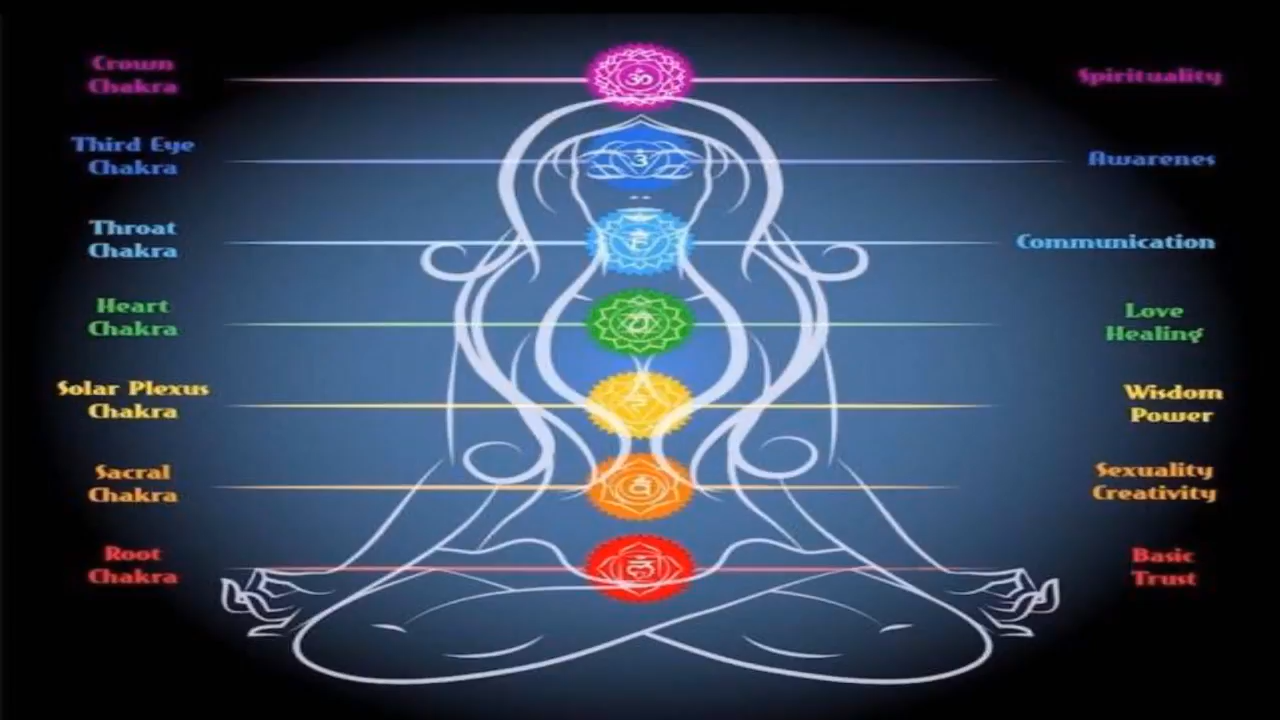 Crown
Chakra
Spirituality
ॐ
Third Eye
Chakra
Awarenes
Throat
Chakra
Communication
Heart
Chakra
Love
Healing
Solar Plexus
Chakra
Wisdom
Power
Sacral
Chakra
Sexuality
Creativity
वं
Root
Chakra
Basic
Trust